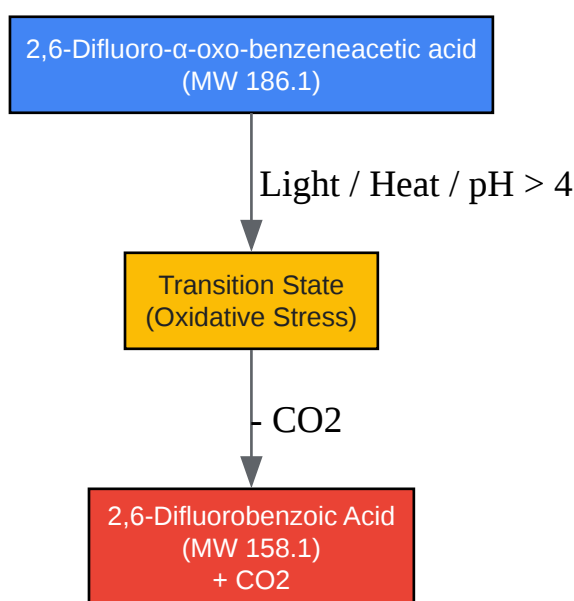 2,6-Difluoro-α-oxo-benzeneacetic acid
(MW 186.1)
Light / Heat / pH > 4
Transition State
(Oxidative Stress)
- CO2
2,6-Difluorobenzoic Acid
(MW 158.1)
+ CO2